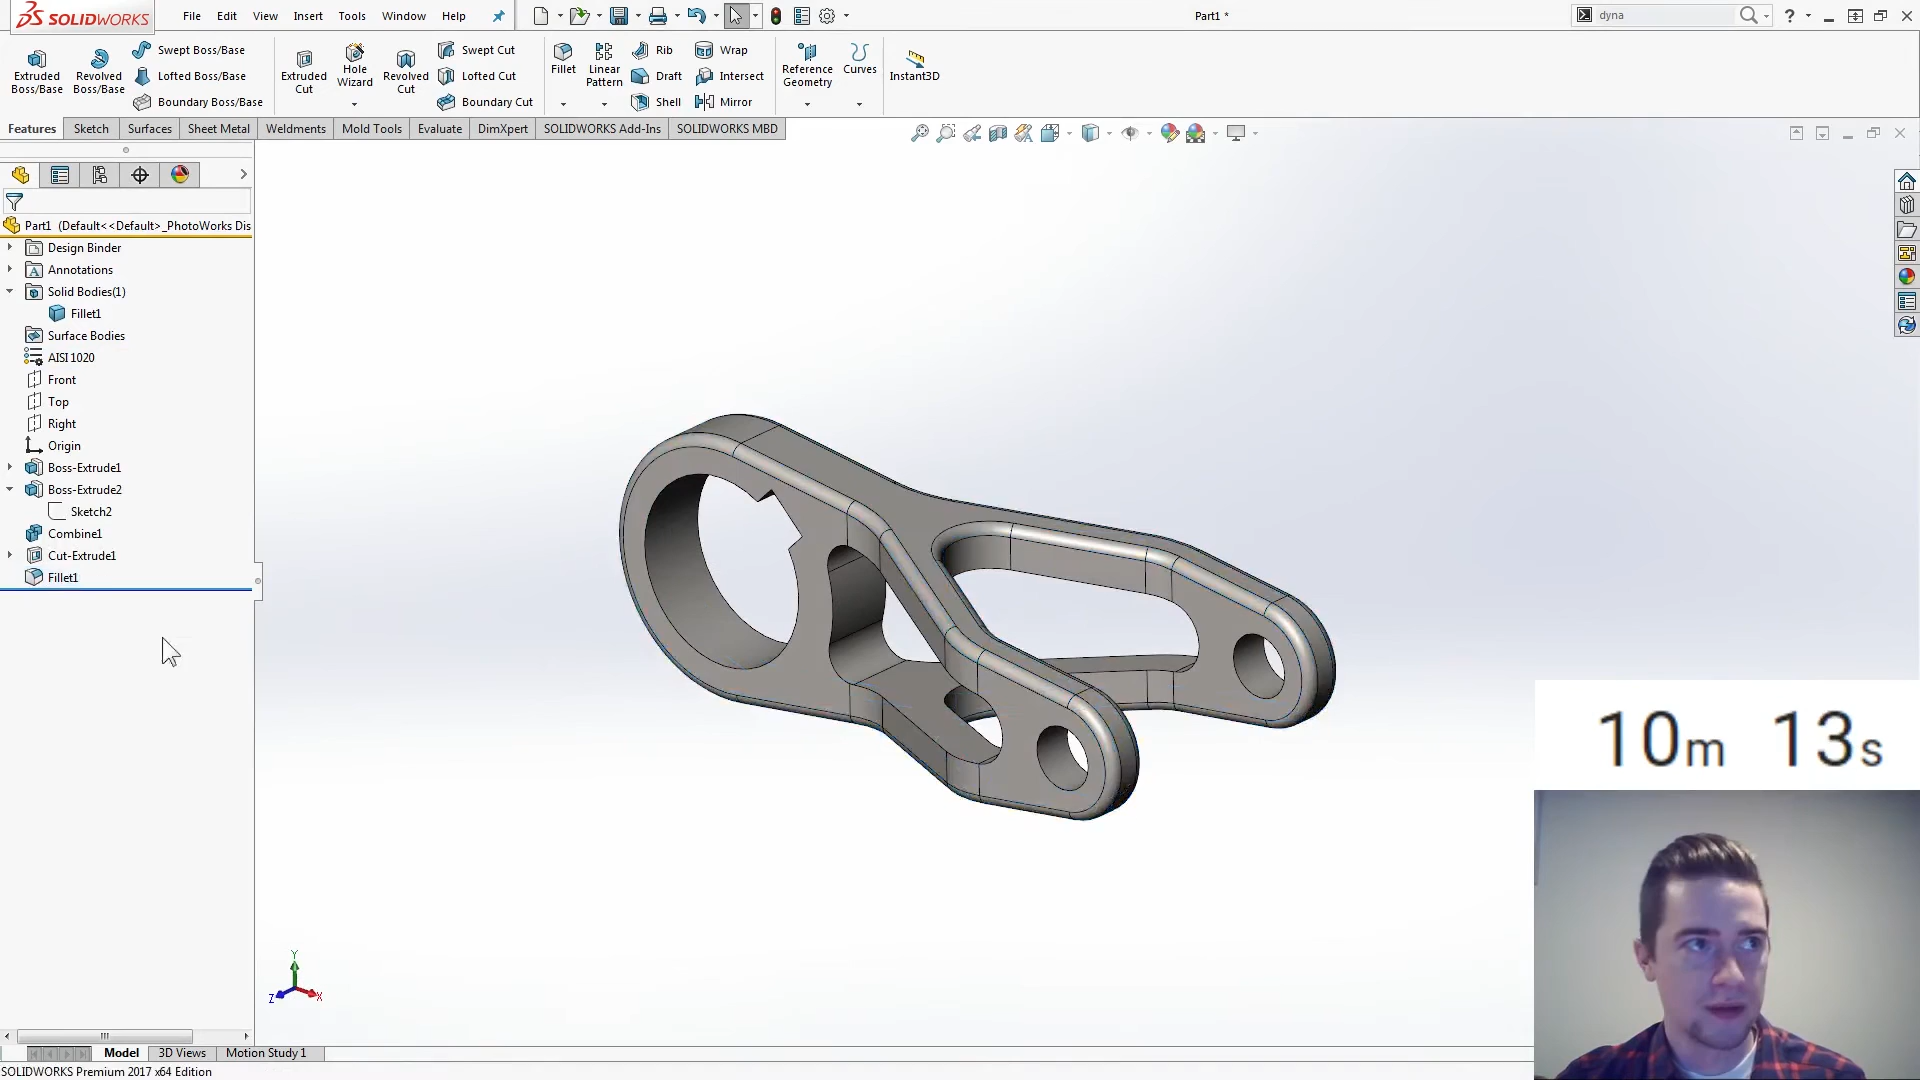 SOLIDWORKS
File Edit View Insert Tools Window Help
Part1 *
dyna
?
Extruded Boss/Base
Revolved Boss/Base
Swept Boss/Base
Lofted Boss/Base
Boundary Boss/Base
Extruded Cut
Hole Wizard
Revolved Cut
Swept Cut
Lofted Cut
Boundary Cut
Fillet
Linear Pattern
Rib
Draft
Shell
Wrap
Intersect
Mirror
Reference Geometry
Curves
Instant3D
Features Sketch Surfaces Sheet Metal Weldments Mold Tools Evaluate DimXpert SOLIDWORKS Add-Ins SOLIDWORKS MBD
Part1 (Default<<Default>_PhotoWorks Dis
Design Binder
A Annotations
Solid Bodies(1)
Fillet1
Surface Bodies
AISI 1020
Front
Top
Right
Origin
Boss-Extrude1
Boss-Extrude2
Sketch2
Combine1
Cut-Extrude1
Fillet1
10m 13s
Y
Z X
Model 3D Views Motion Study 1
SOLIDWORKS Premium 2017 x64 Edition